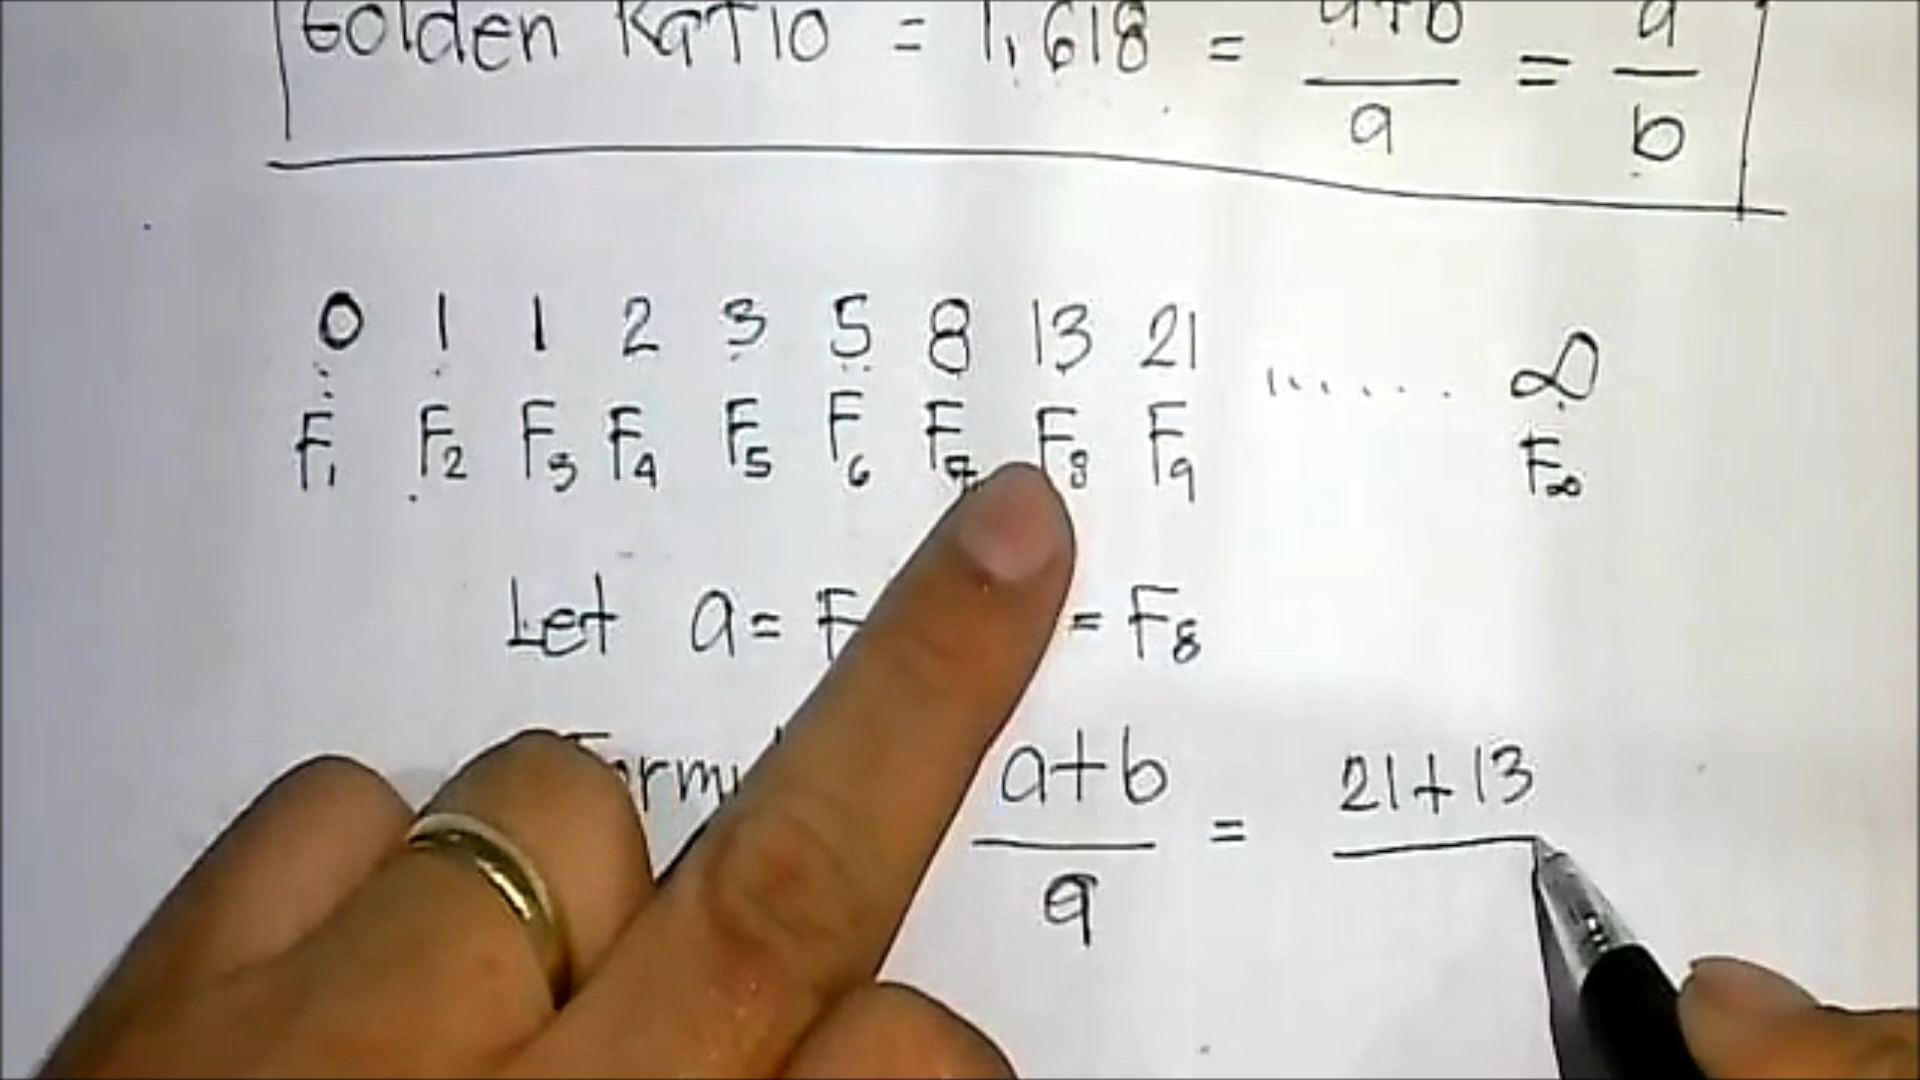 Golden Ratio = 1,618 = a+b / a = a / b
0 1 1 2 3 5 8 13 21 ....... ∞
F1 F2 F3 F4 F5 F6 F7 F8 F9 F∞
Let a = F = F8
a+b / a = 21+13